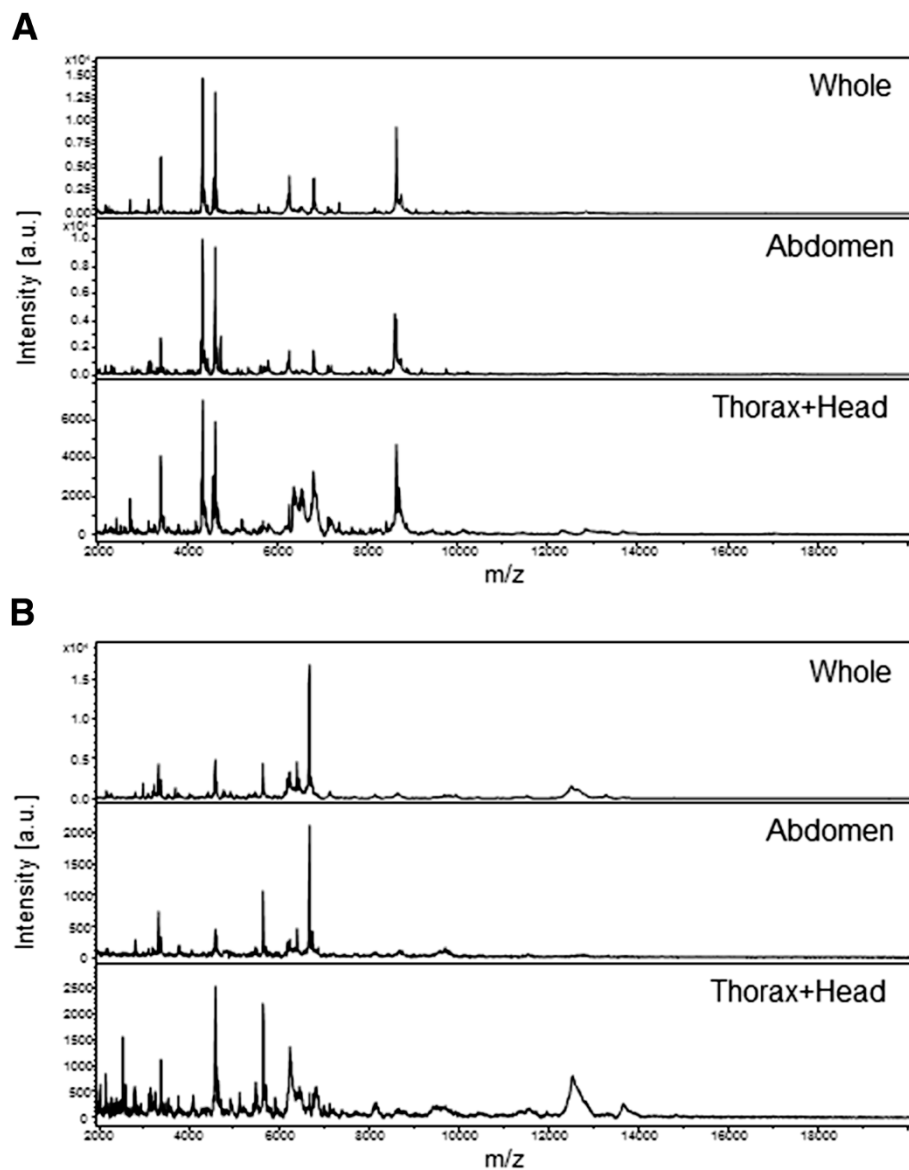 A
x10⁴
1.50
1.25
1.00
0.75
0.50
0.25
0.00
Whole
x10⁴
1.0
0.8
0.6
0.4
0.2
0.0
Abdomen
6000
4000
2000
0
Thorax+Head
Intensity [a.u.]
2000 4000 6000 8000 10000 12000 14000 16000 18000
m/z
B
x10⁴
1.5
1.0
0.5
0.0
Whole
2000
1500
1000
500
0
Abdomen
2500
2000
1500
1000
500
0
Thorax+Head
Intensity [a.u.]
2000 4000 6000 8000 10000 12000 14000 16000 18000
m/z